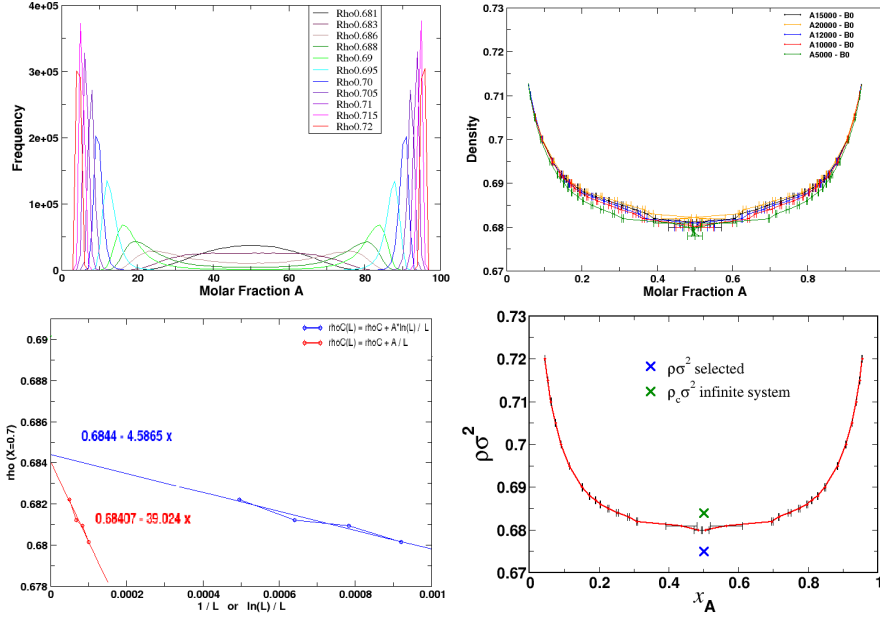 4e+05
3e+05
2e+05
1e+05
0
Frequency
0 20 40 60 80 100
Molar Fraction A
Rho0.681
Rho0.683
Rho0.686
Rho0.688
Rho0.69
Rho0.695
Rho0.70
Rho0.705
Rho0.71
Rho0.715
Rho0.72
0.73
0.72
0.71
0.7
0.69
0.68
0.67
Density
0 0.2 0.4 0.6 0.8 1
Molar Fraction A
A15000 - B0
A20000 - B0
A12000 - B0
A10000 - B0
A5000 - B0
0.69
0.688
0.686
0.684
0.682
0.68
0.678
rho (X=0.7)
rhoC(L) = rhoC + A*ln(L) / L
rhoC(L) = rhoC + A / L
0.6844 - 4.5865 x
0.68407 - 39.024 x
0 0.0002 0.0004 0.0006 0.0008 0.001
1 / L or ln(L) / L
0.73
0.72
0.71
0.7
0.69
0.68
0.67
ρσ²
ρσ² selected
ρcσ² infinite system
0 0.2 0.4 0.6 0.8 1
xA